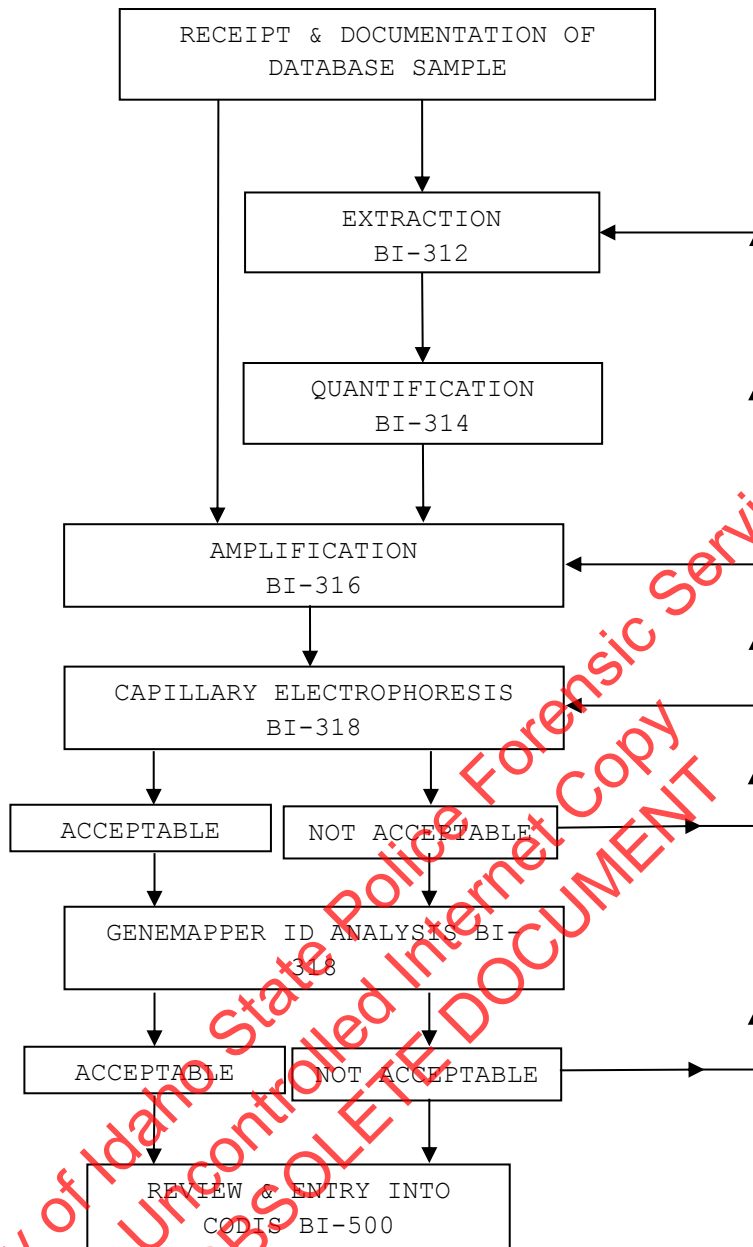 RECEIPT & DOCUMENTATION OF
DATABASE SAMPLE
EXTRACTION
BI-312
QUANTIFICATION
BI-314
AMPLIFICATION
BI-316
CAPILLARY ELECTROPHORESIS
BI-318
ACCEPTABLE
NOT ACCEPTABLE
GENEMAPPER ID ANALYSIS BI-
318
ACCEPTABLE
NOT ACCEPTABLE
REVIEW & ENTRY INTO
CODIS BI-500
of Idaho State Police Forensic
Uncontrolled Internet Copy
OBSOLETE DOCUMENT